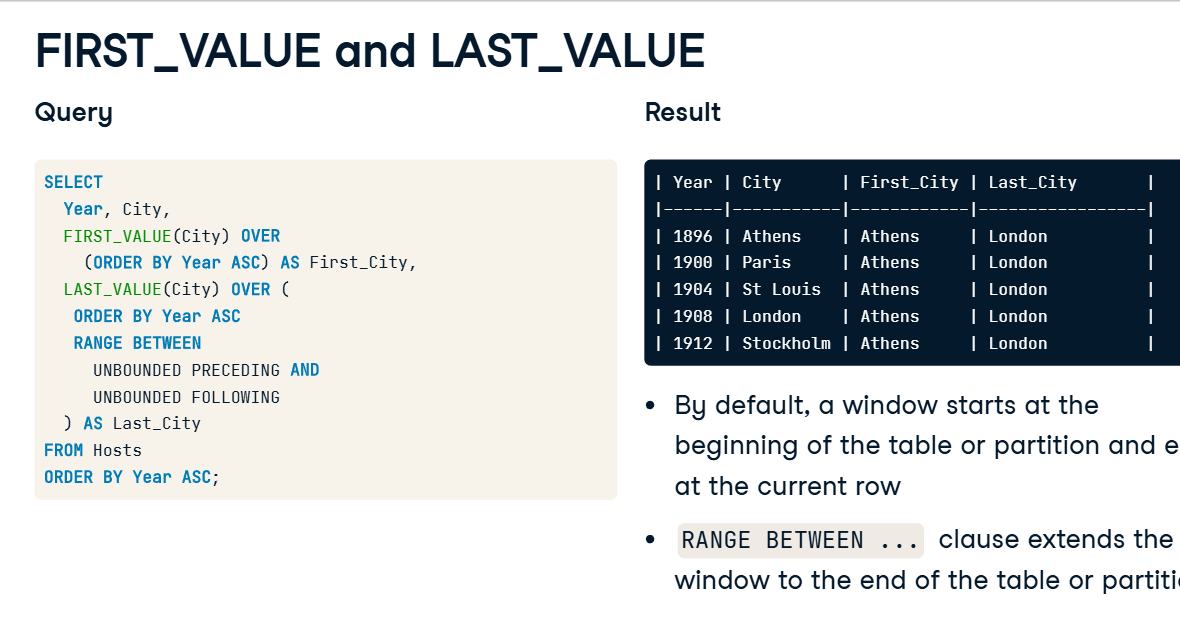 FIRST_VALUE and LAST_VALUE
Query
SELECT
  Year, City,
  FIRST_VALUE(City) OVER
    (ORDER BY Year ASC) AS First_City,
  LAST_VALUE(City) OVER (
   ORDER BY Year ASC
   RANGE BETWEEN
     UNBOUNDED PRECEDING AND
     UNBOUNDED FOLLOWING
  ) AS Last_City
FROM Hosts
ORDER BY Year ASC;
Result
| Year | City      | First_City | Last_City       |
|------|-----------|------------|-----------------|
| 1896 | Athens    | Athens     | London          |
| 1900 | Paris     | Athens     | London          |
| 1904 | St Louis  | Athens     | London          |
| 1908 | London    | Athens     | London          |
| 1912 | Stockholm | Athens     | London          |
• By default, a window starts at the
beginning of the table or partition and
at the current row
• RANGE BETWEEN ... clause extends the
window to the end of the table or